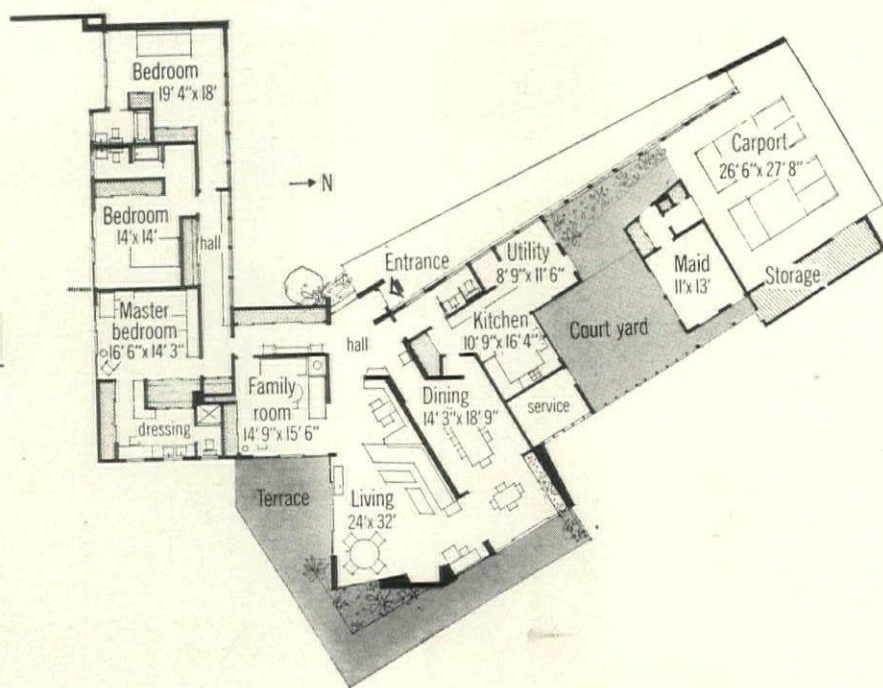 Bedroom
19' 4" x 18'
Bedroom
14' x 14'
hall
→ N
Master
bedroom
16' 6" x 14' 3"
dressing
Family
room
14' 9" x 15' 6"
hall
Entrance
Utility
8' 9" x 11' 6"
Kitchen
10' 9" x 16' 4"
Dining
14' 3" x 18' 9"
service
Court yard
Maid
11' x 13'
Carport
26' 6" x 27' 8"
Storage
Terrace
Living
24' x 32'